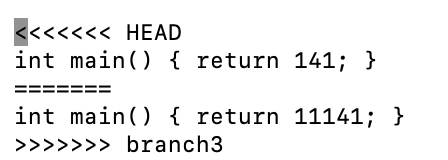 <<<<<<< HEAD
int main() { return 141; }
=======
int main() { return 11141; }
>>>>>>> branch3